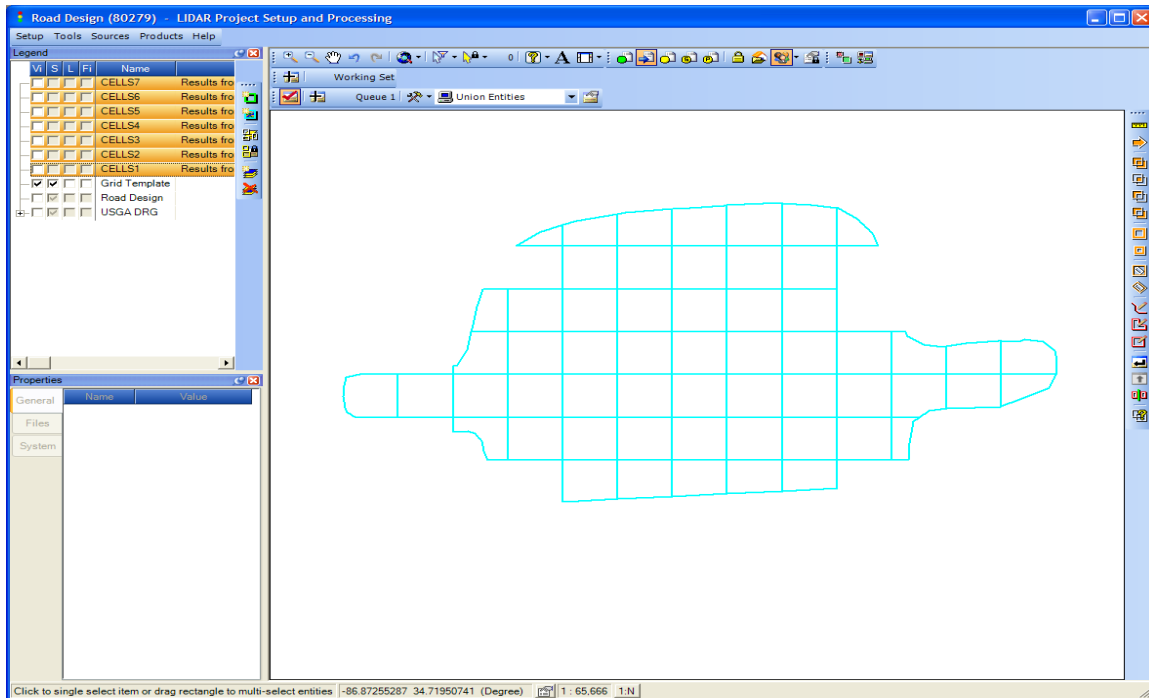 Road Design (80279) - LIDAR Project Setup and Processing
Setup Tools Sources Products Help
Legend
Vi S L Fi Name
CELLS7 Results fro
CELLS6 Results fro
CELLS5 Results fro
CELLS4 Results fro
CELLS3 Results fro
CELLS2 Results fro
CELLS1 Results fro
Grid Template
Road Design
USGA DRG
0
A
Working Set
Queue 1 Union Entities
Properties
General
Files
System
Name Value
Click to single select item or drag rectangle to multi-select entities -86.87255287 34.71950741 (Degree) 1 : 65,666 1:N